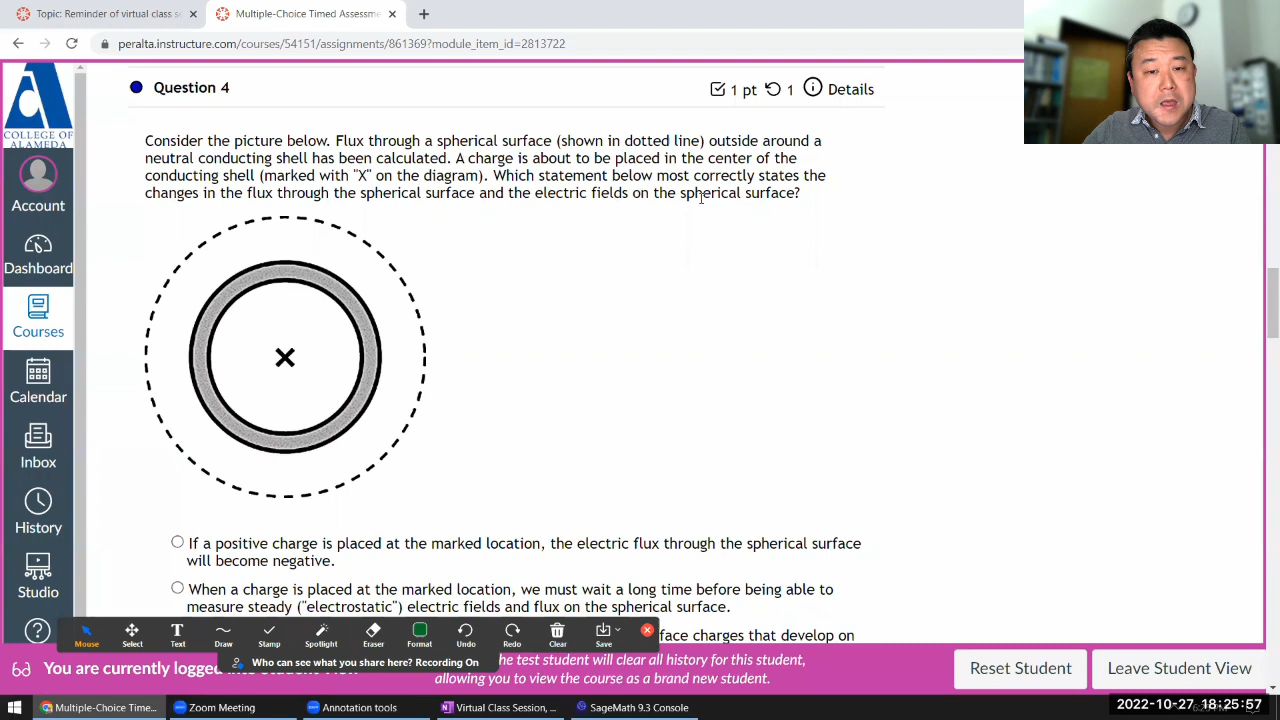 Topic: Reminder of virtual class se
Multiple-Choice Timed Assessme
peralta.instructure.com/courses/54151/assignments/861369?module_item_id=2813722
COLLEGE OF
ALAMEDA
Account
Dashboard
Courses
Calendar
Inbox
History
Studio
Question 4
1 pt
1
Details
Consider the picture below. Flux through a spherical surface (shown in dotted line) outside around a
neutral conducting shell has been calculated. A charge is about to be placed in the center of the
conducting shell (marked with "X" on the diagram). Which statement below most correctly states the
changes in the flux through the spherical surface and the electric fields on the spherical surface?
If a positive charge is placed at the marked location, the electric flux through the spherical surface
will become negative.
When a charge is placed at the marked location, we must wait a long time before being able to
measure steady ("electrostatic") electric fields and flux on the spherical surface.
face charges that develop on
Mouse
Select
Text
Draw
Stamp
Spotlight
Eraser
Format
Undo
Redo
Clear
Save
Who can see what you share here? Recording On
You are currently logged
he test student will clear all history for this student,
allowing you to view the course as a brand new student.
Reset Student
Leave Student View
Multiple-Choice Time...
Zoom Meeting
Annotation tools
Virtual Class Session, ...
SageMath 9.3 Console
2022-10-27 18:25:57